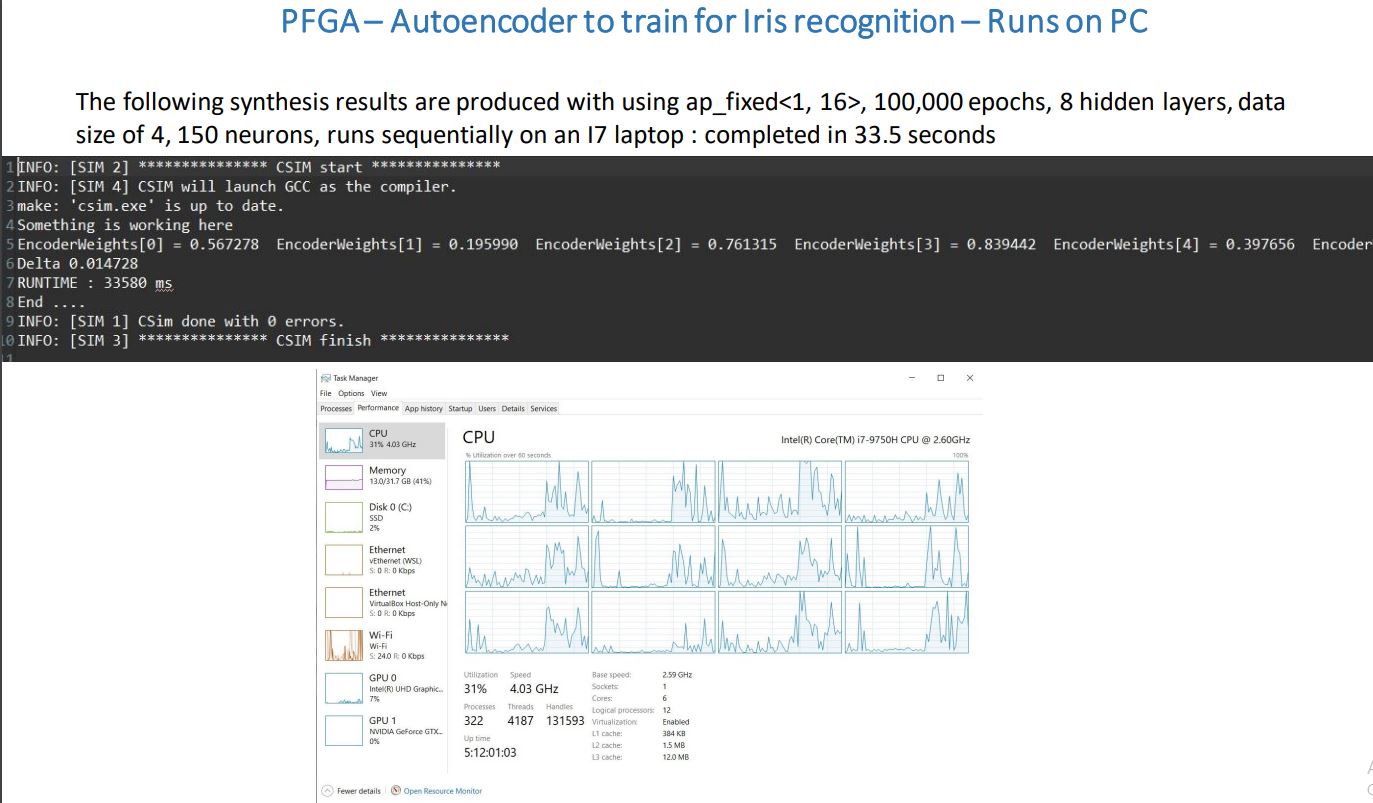 PFGA – Autoencoder to train for Iris recognition – Runs on PC
The following synthesis results are produced with using ap_fixed<1, 16>, 100,000 epochs, 8 hidden layers, data
size of 4, 150 neurons, runs sequentially on an I7 laptop : completed in 33.5 seconds
1 INFO: [SIM 2] *************** CSIM start ***************
2 INFO: [SIM 4] CSIM will launch GCC as the compiler.
3 make: 'csim.exe' is up to date.
4 Something is working here
5 EncoderWeights[0] = 0.567278 EncoderWeights[1] = 0.195990 EncoderWeights[2] = 0.761315 EncoderWeights[3] = 0.839442 EncoderWeights[4] = 0.397656 Encoder
6 Delta 0.014728
7 RUNTIME : 33580 ms
8 End ....
9 INFO: [SIM 1] CSim done with 0 errors.
10 INFO: [SIM 3] *************** CSIM finish ***************
11
Task Manager
File Options View
Processes Performance App history Startup Users Details Services
CPU
31% 4.03 GHz
Memory
13.0/31.7 GB (41%)
Disk 0 (C:)
SSD
2%
Ethernet
vEthernet (WSL)
S: 0 R: 0 Kbps
Ethernet
VirtualBox Host-Only N
S: 0 R: 0 Kbps
Wi-Fi
Wi-Fi
S: 24.0 R: 0 Kbps
GPU 0
Intel(R) UHD Graphic...
7%
GPU 1
NVIDIA GeForce GTX...
0%
CPU Intel(R) Core(TM) i7-9750H CPU @ 2.60GHz
% Utilization over 60 seconds 100%
Utilization Speed
31% 4.03 GHz
Processes Threads Handles
322 4187 131593
Up time
5:12:01:03
Base speed: 2.59 GHz
Sockets: 1
Cores: 6
Logical processors: 12
Virtualization: Enabled
L1 cache: 384 KB
L2 cache: 1.5 MB
L3 cache: 12.0 MB
Fewer details Open Resource Monitor